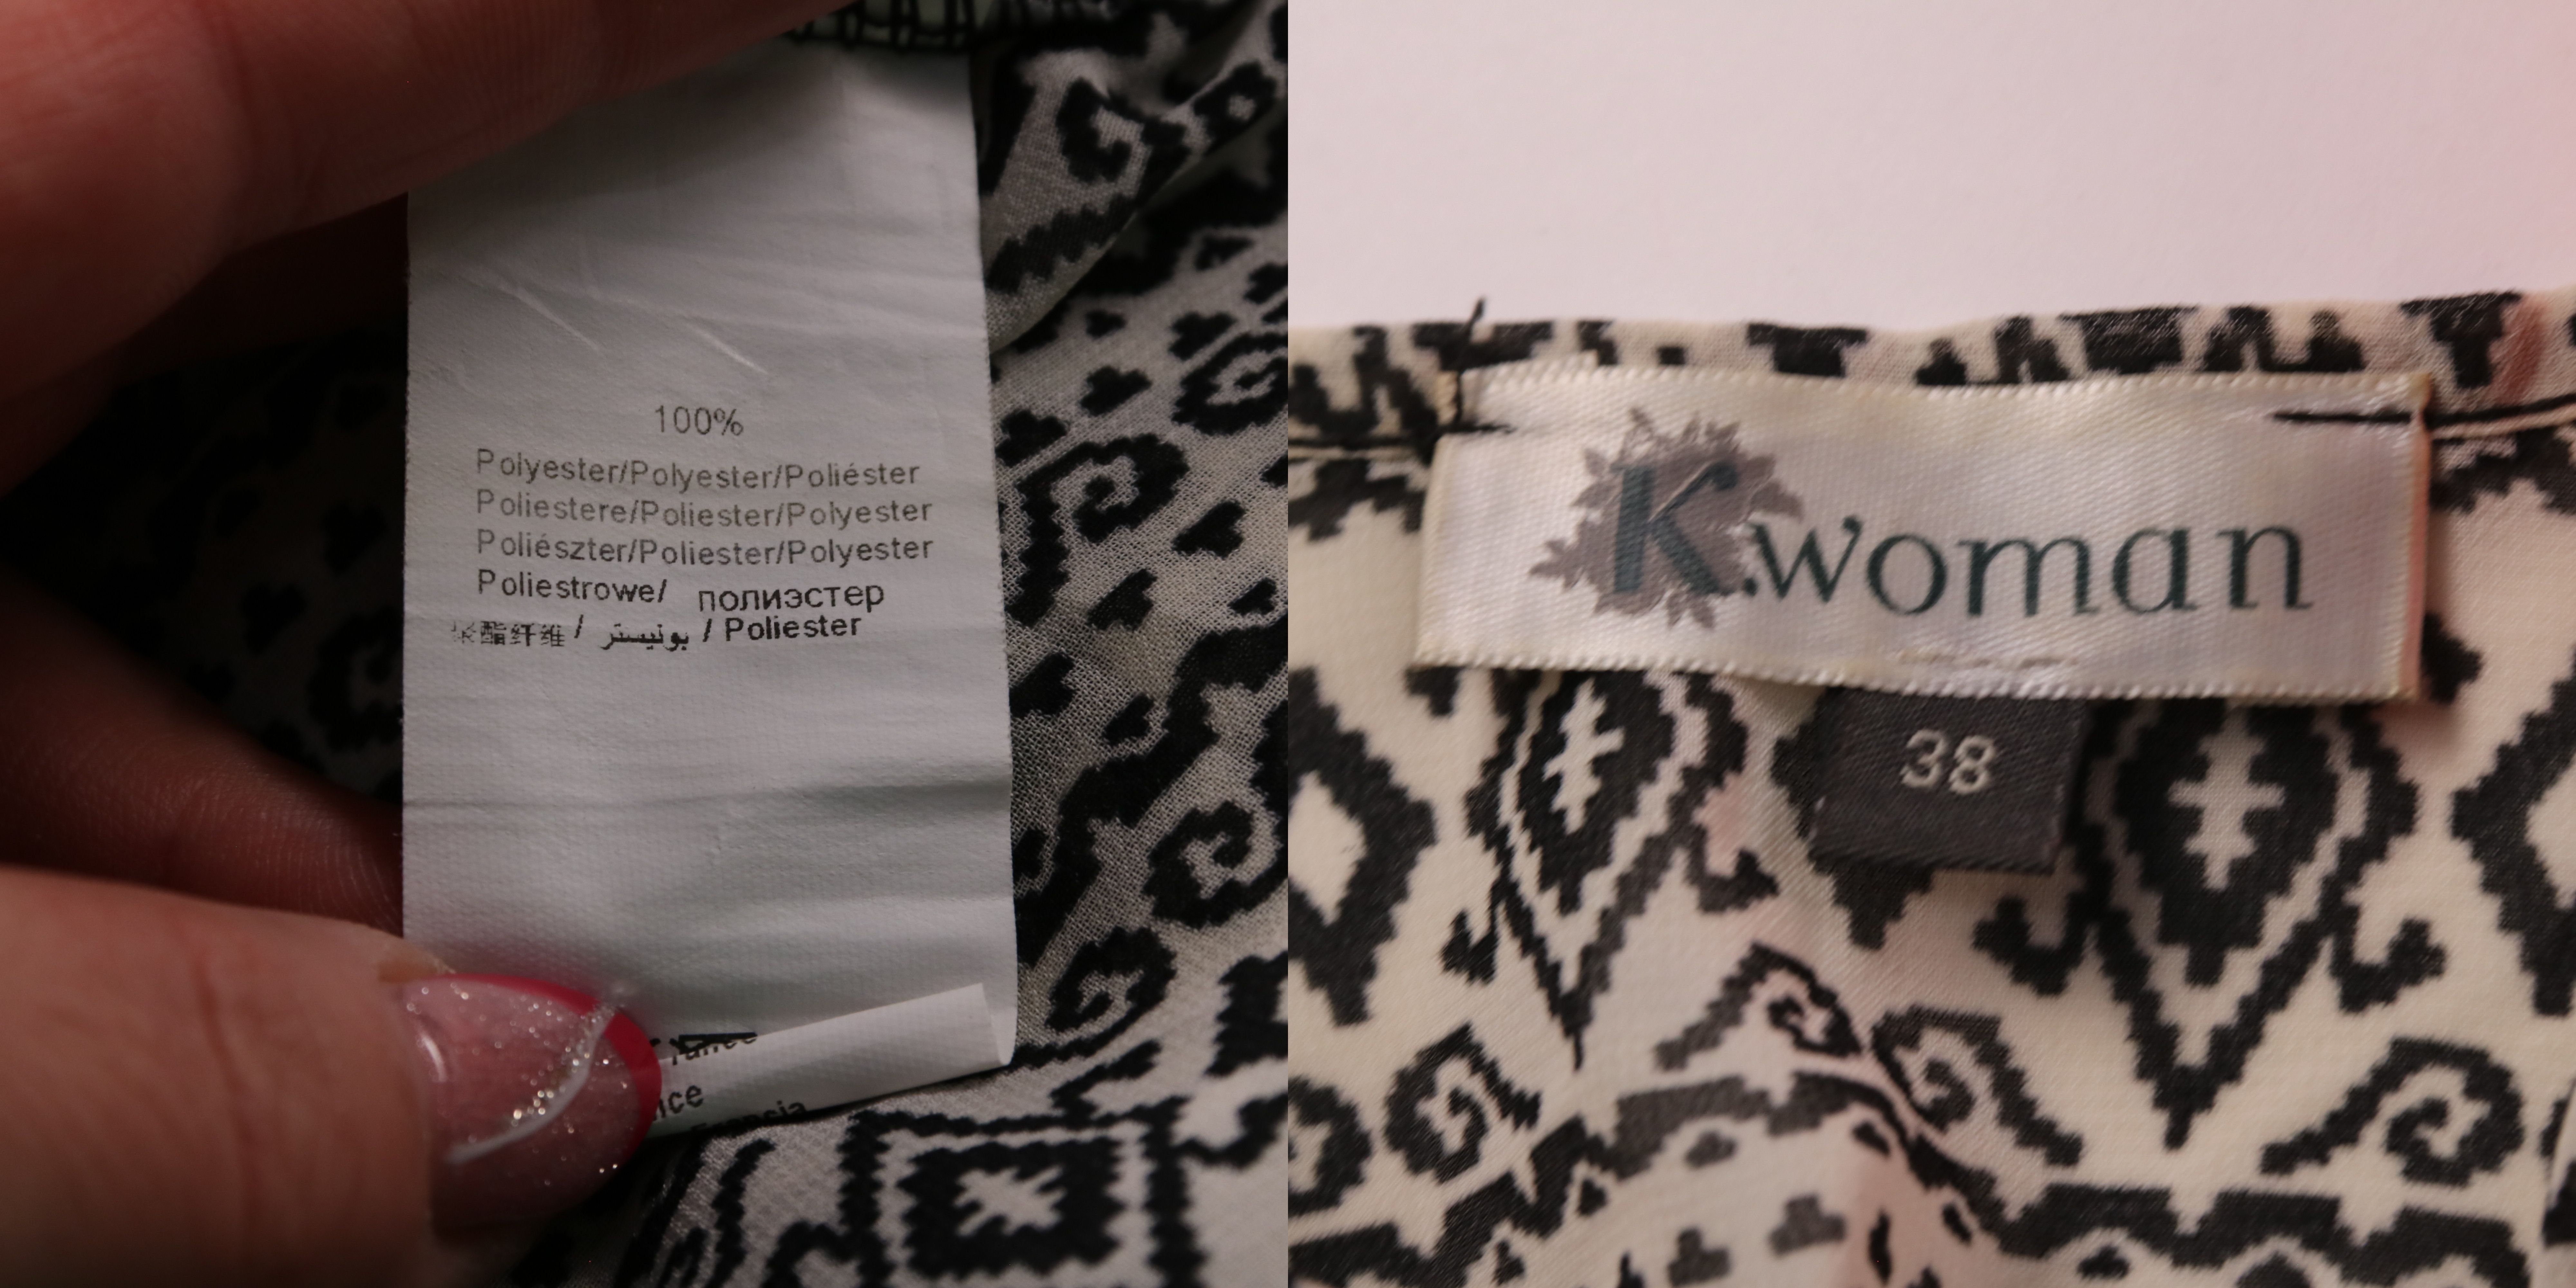 100%
Polyester/Polyester/Poliéster
Poliestere/Poliester/Polyester
Poliészter/Poliester/Polyester
Poliestrowe/ полиэстер
聚酯纤维 / بونيستر / Poliester
K.woman
38